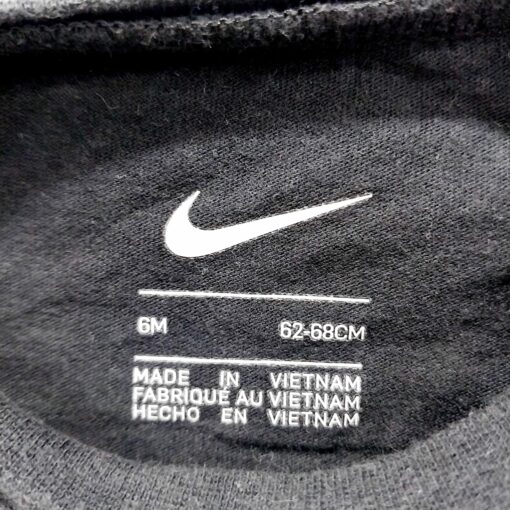 6M 62-68CM
MADE IN VIETNAM
FABRIQUÉ AU VIETNAM
HECHO EN VIETNAM